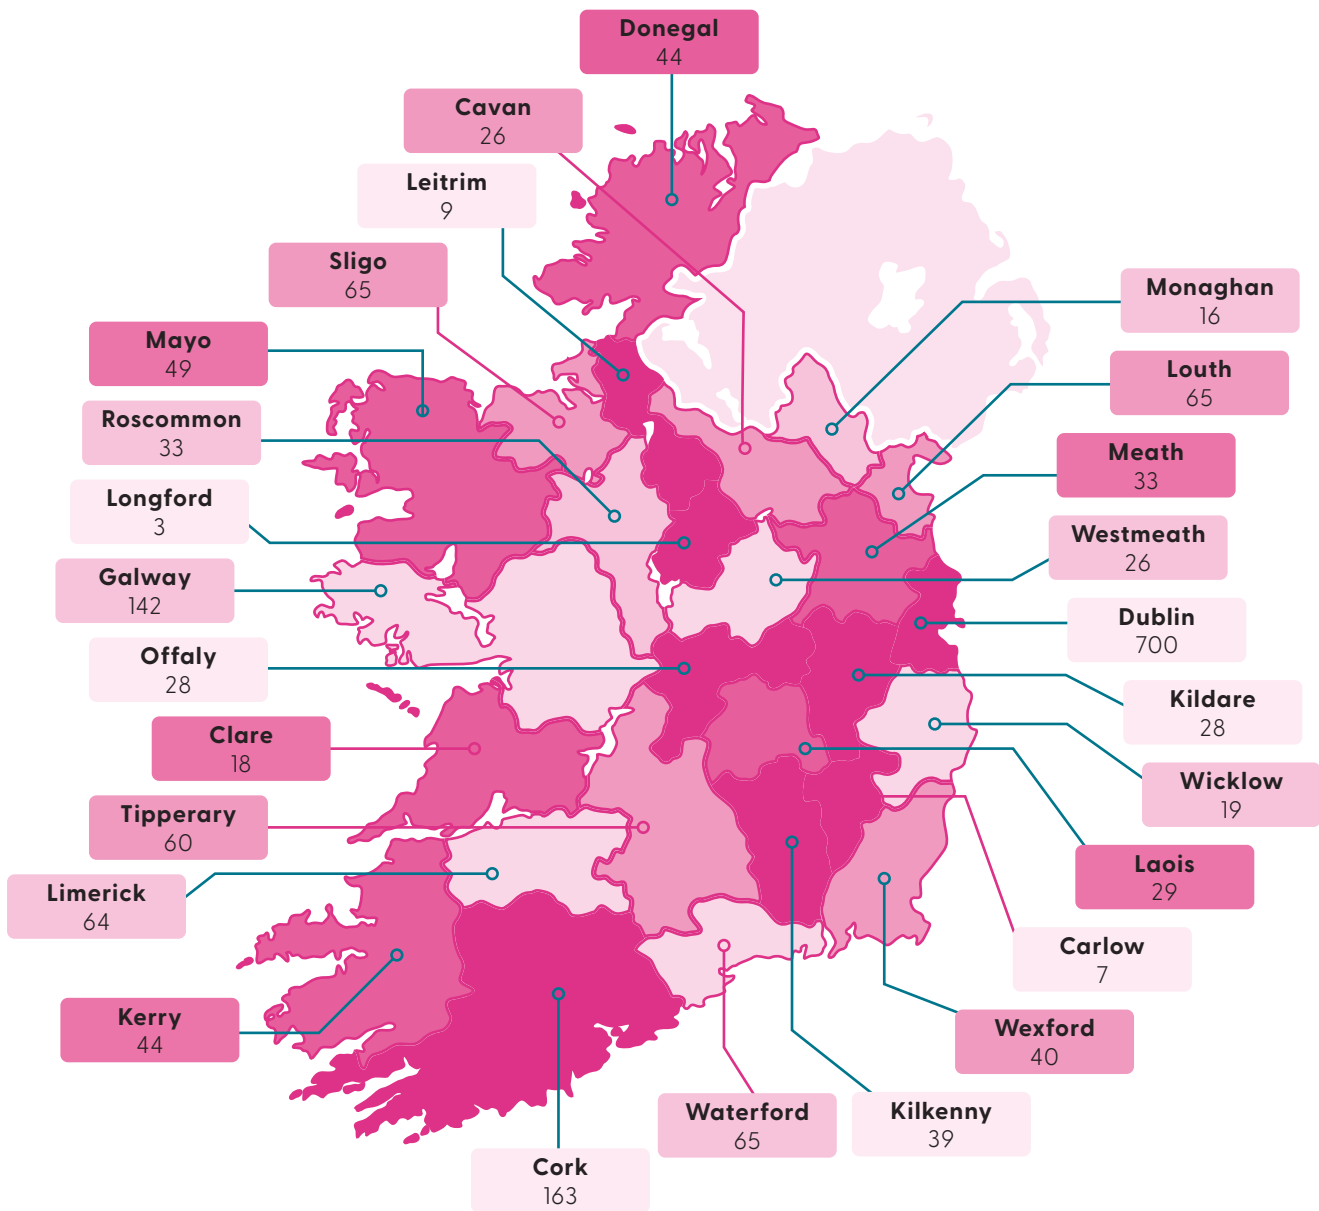 Donegal
44
Cavan
26
Leitrim
9
Sligo
65
Mayo
49
Roscommon
33
Longford
3
Galway
142
Offaly
28
Clare
18
Tipperary
60
Limerick
64
Kerry
44
Cork
163
Monaghan
16
Louth
65
Meath
33
Westmeath
26
Dublin
700
Kildare
28
Wicklow
19
Laois
29
Carlow
7
Wexford
40
Kilkenny
39
Waterford
65